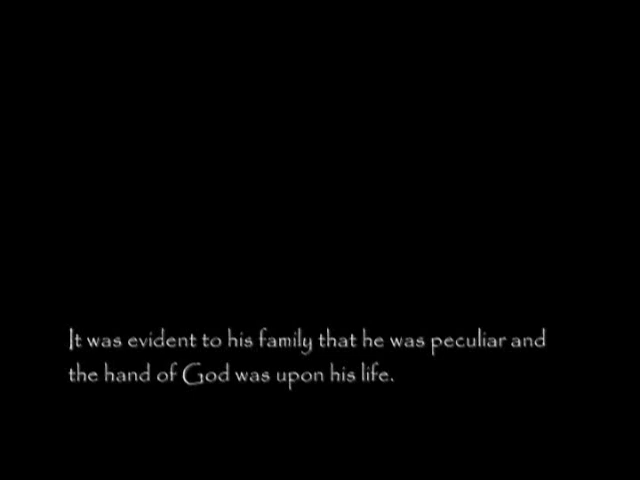 It was evident to his family that he was peculiar and
the hand of God was upon his life.